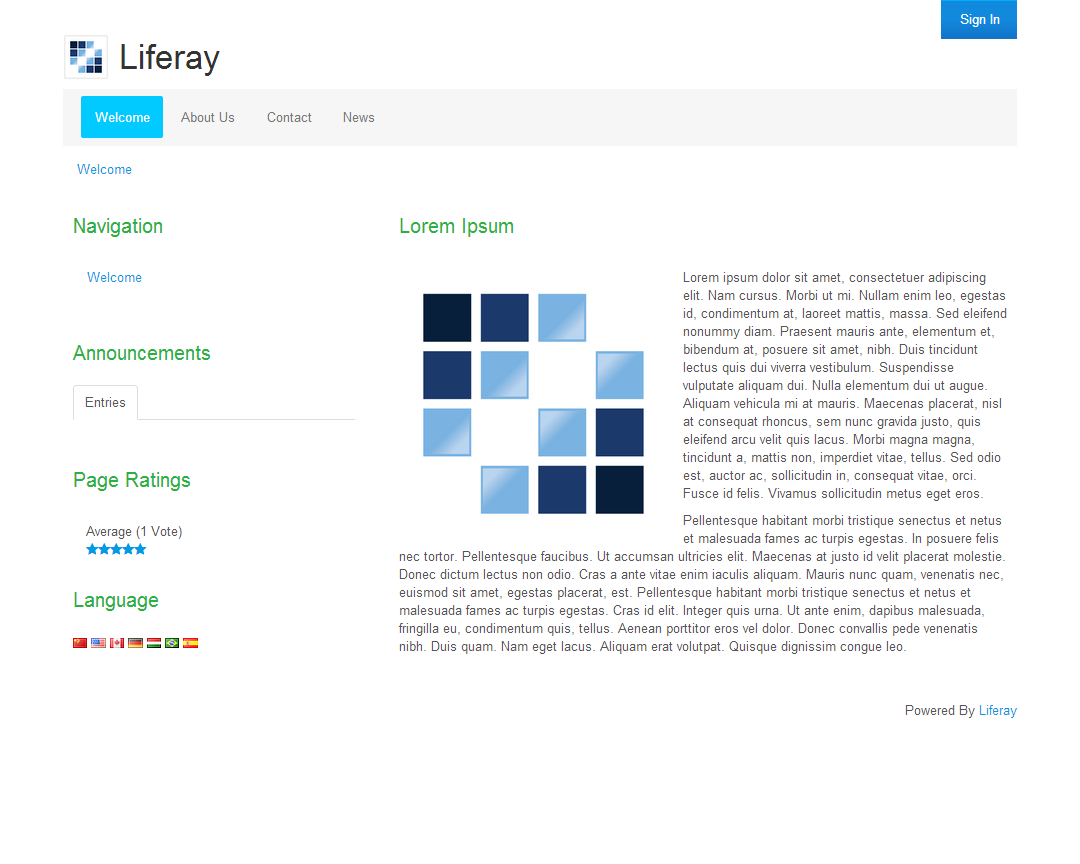 Sign In
Liferay
Welcome About Us Contact News
Welcome
Navigation
Welcome
Announcements
Entries
Page Ratings
Average (1 Vote)
Language
Lorem Ipsum
Lorem ipsum dolor sit amet, consectetuer adipiscing
elit. Nam cursus. Morbi ut mi. Nullam enim leo, egestas
id, condimentum at, laoreet mattis, massa. Sed eleifend
nonummy diam. Praesent mauris ante, elementum et,
bibendum at, posuere sit amet, nibh. Duis tincidunt
lectus quis dui viverra vestibulum. Suspendisse
vulputate aliquam dui. Nulla elementum dui ut augue.
Aliquam vehicula mi at mauris. Maecenas placerat, nisl
at consequat rhoncus, sem nunc gravida justo, quis
eleifend arcu velit quis lacus. Morbi magna magna,
tincidunt a, mattis non, imperdiet vitae, tellus. Sed odio
est, auctor ac, sollicitudin in, consequat vitae, orci.
Fusce id felis. Vivamus sollicitudin metus eget eros.
Pellentesque habitant morbi tristique senectus et netus
et malesuada fames ac turpis egestas. In posuere felis
nec tortor. Pellentesque faucibus. Ut accumsan ultricies elit. Maecenas at justo id velit placerat molestie.
Donec dictum lectus non odio. Cras a ante vitae enim iaculis aliquam. Mauris nunc quam, venenatis nec,
euismod sit amet, egestas placerat, est. Pellentesque habitant morbi tristique senectus et netus et
malesuada fames ac turpis egestas. Cras id elit. Integer quis urna. Ut ante enim, dapibus malesuada,
fringilla eu, condimentum quis, tellus. Aenean porttitor eros vel dolor. Donec convallis pede venenatis
nibh. Duis quam. Nam eget lacus. Aliquam erat volutpat. Quisque dignissim congue leo.
Powered By Liferay